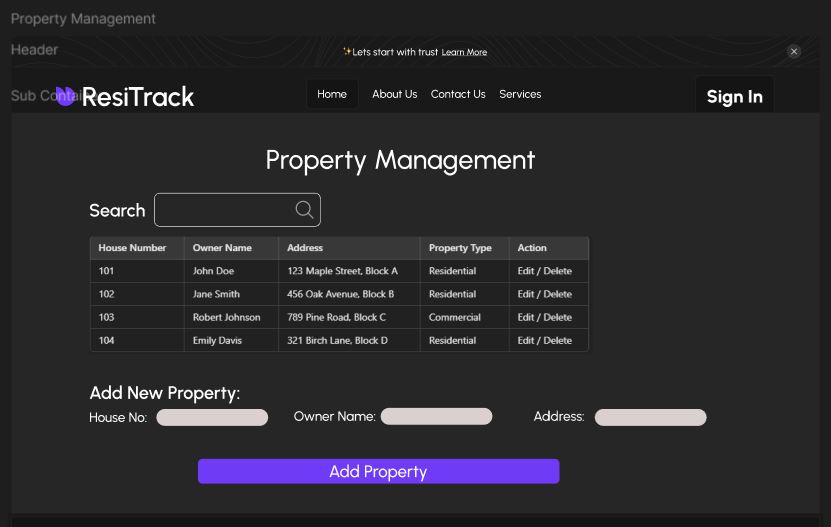 Property Management
Header
✨Lets start with trust Learn More
Sub Contai
ResiTrack
Home About Us Contact Us Services
Sign In
Property Management
Search
House Number Owner Name Address Property Type Action
101 John Doe 123 Maple Street, Block A Residential Edit / Delete
102 Jane Smith 456 Oak Avenue, Block B Residential Edit / Delete
103 Robert Johnson 789 Pine Road, Block C Commercial Edit / Delete
104 Emily Davis 321 Birch Lane, Block D Residential Edit / Delete
Add New Property:
House No: Owner Name: Address:
Add Property